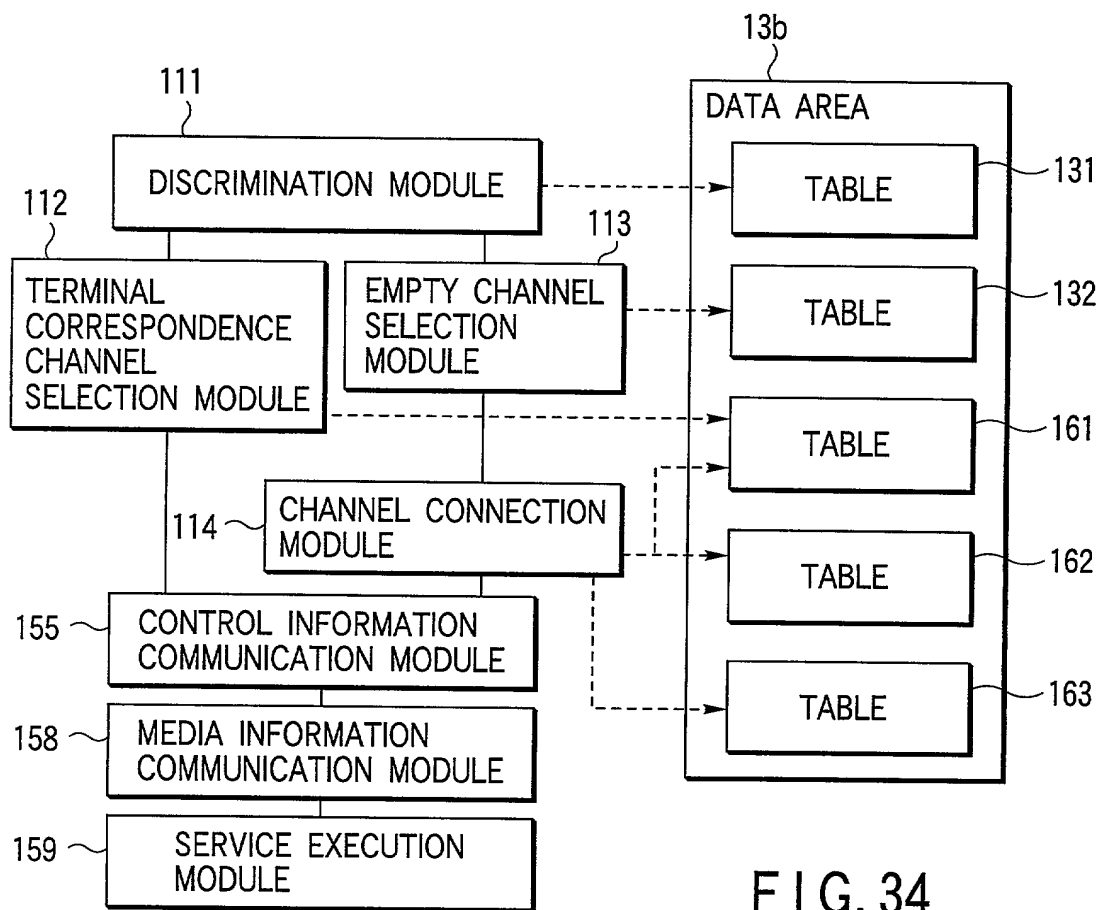 13b
DATA AREA
111
DISCRIMINATION MODULE
TABLE
131
112
TERMINAL
CORRESPONDENCE
CHANNEL
SELECTION MODULE
113
EMPTY CHANNEL
SELECTION
MODULE
TABLE
132
TABLE
161
114
CHANNEL CONNECTION
MODULE
TABLE
162
155
CONTROL INFORMATION
COMMUNICATION MODULE
TABLE
163
158
MEDIA INFORMATION
COMMUNICATION MODULE
159
SERVICE EXECUTION
MODULE
FIG. 34